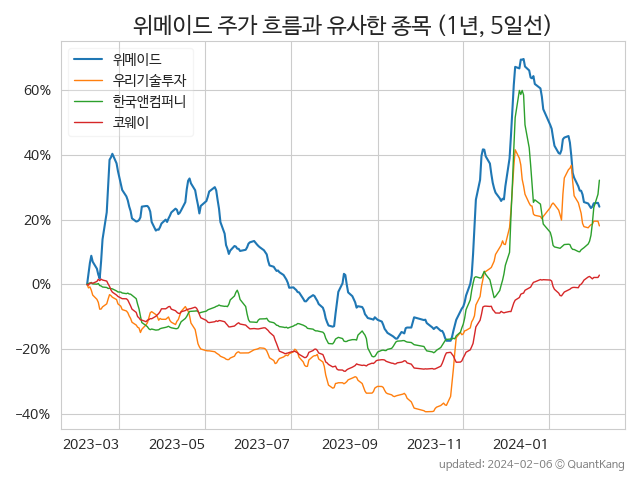 위메이드 주가 흐름과 유사한 종목 (1년, 5일선)
위메이드
우리기술투자
한국앤컴퍼니
코웨이
60%
40%
20%
0%
−20%
−40%
2023-03 2023-05 2023-07 2023-09 2023-11 2024-01
updated: 2024-02-06 © QuantKang